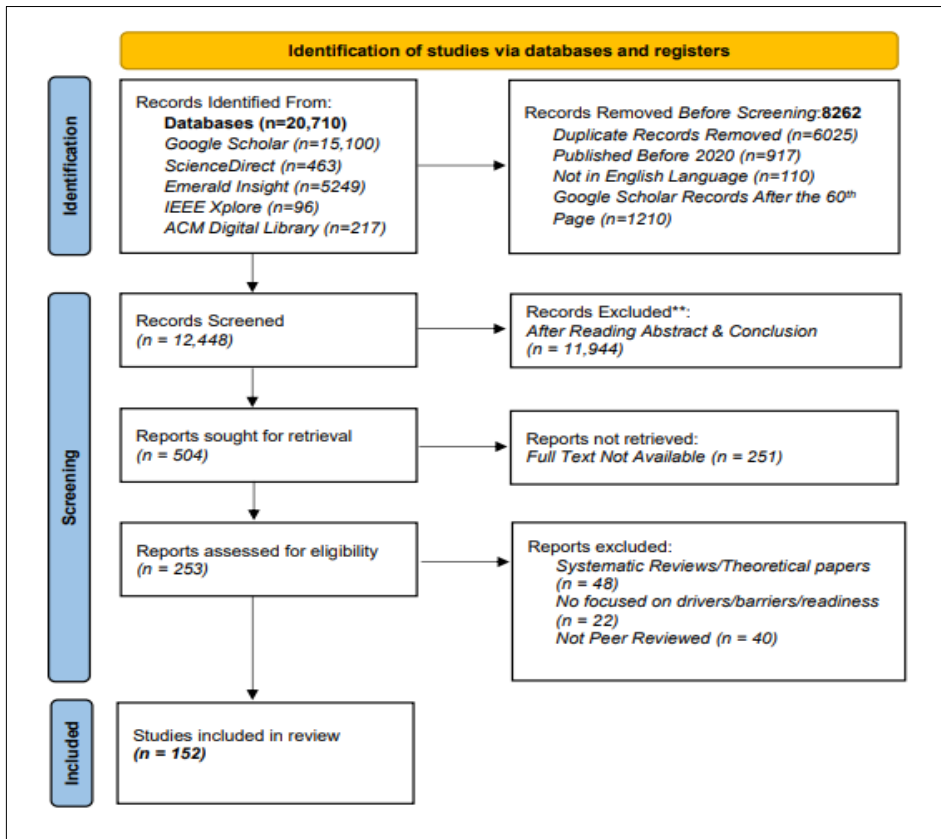 Identification of studies via databases and registers
Identification
Records Identified From:
Databases (n=20,710)
Google Scholar (n=15,100)
ScienceDirect (n=463)
Emerald Insight (n=5249)
IEEE Xplore (n=96)
ACM Digital Library (n=217)
Records Removed Before Screening:8262
Duplicate Records Removed (n=6025)
Published Before 2020 (n=917)
Not in English Language (n=110)
Google Scholar Records After the 60th
Page (n=1210)
Screening
Records Screened
(n = 12,448)
Records Excluded**:
After Reading Abstract & Conclusion
(n = 11,944)
Reports sought for retrieval
(n = 504)
Reports not retrieved:
Full Text Not Available (n = 251)
Reports assessed for eligibility
(n = 253)
Reports excluded:
Systematic Reviews/Theoretical papers
(n = 48)
No focused on drivers/barriers/readiness
(n = 22)
Not Peer Reviewed (n = 40)
Included
Studies included in review
(n = 152)